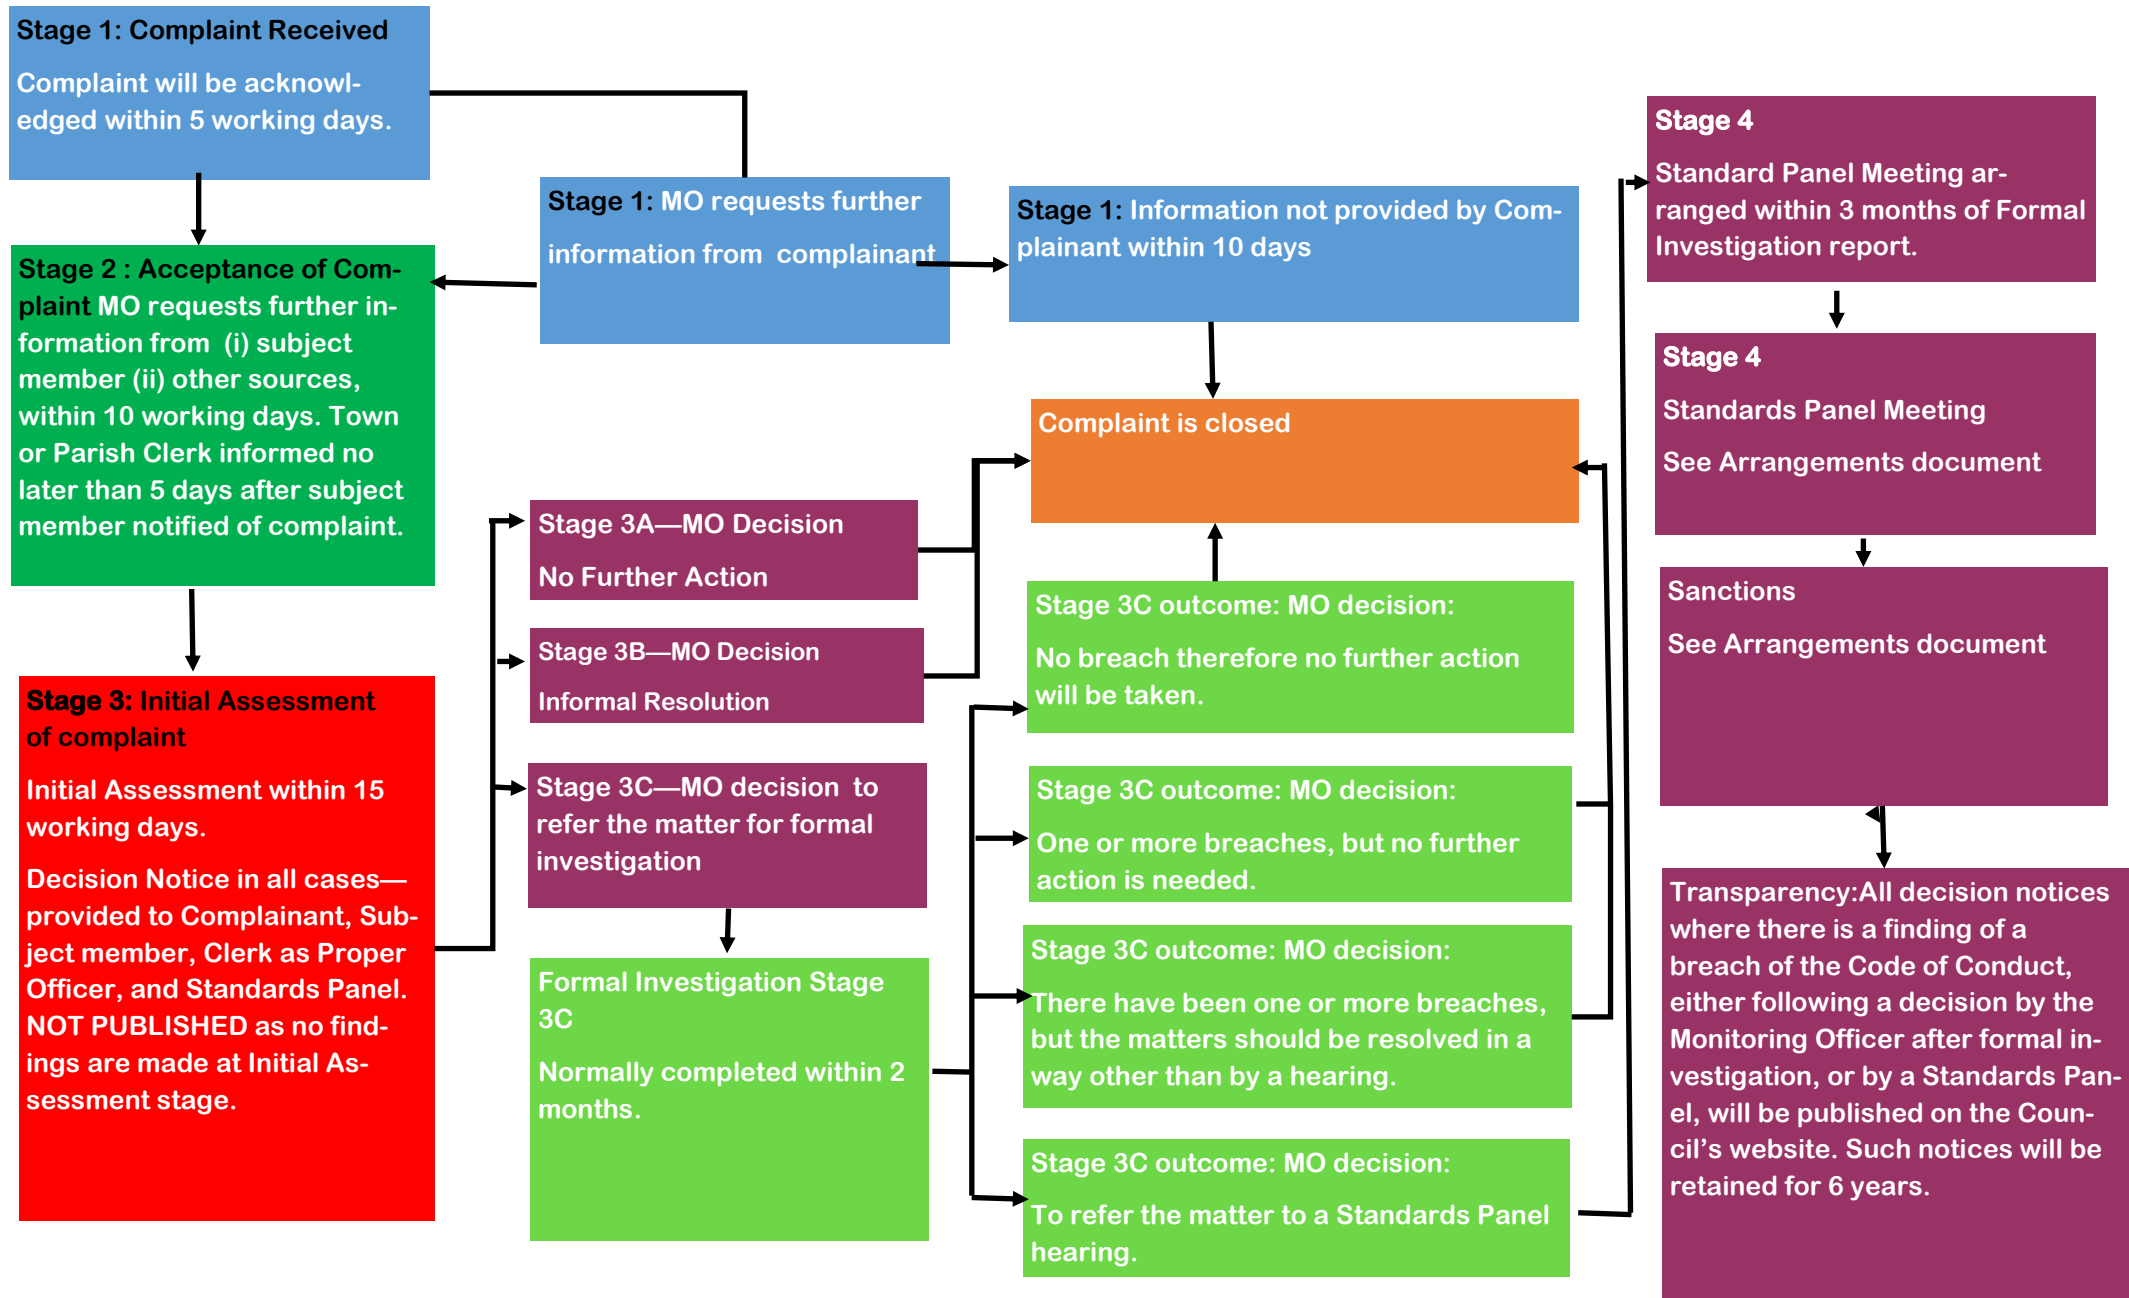 Stage 1: Complaint Received
Complaint will be acknowl-
edged within 5 working days.
Stage 1: MO requests further
information from complainant
Stage 1: Information not provided by Com-
plainant within 10 days
Stage 2 : Acceptance of Com-
plaint MO requests further in-
formation from (i) subject
member (ii) other sources,
within 10 working days. Town
or Parish Clerk informed no
later than 5 days after subject
member notified of complaint.
Complaint is closed
Stage 3: Initial Assessment
of complaint
Initial Assessment within 15
working days.
Decision Notice in all cases—
provided to Complainant, Sub-
ject member, Clerk as Proper
Officer, and Standards Panel.
NOT PUBLISHED as no find-
ings are made at Initial As-
sessment stage.
Stage 3A—MO Decision
No Further Action
Stage 3B—MO Decision
Informal Resolution
Stage 3C—MO decision to
refer the matter for formal
investigation
Formal Investigation Stage
3C
Normally completed within 2
months.
Stage 3C outcome: MO decision:
No breach therefore no further action
will be taken.
Stage 3C outcome: MO decision:
One or more breaches, but no further
action is needed.
Stage 3C outcome: MO decision:
There have been one or more breaches,
but the matters should be resolved in a
way other than by a hearing.
Stage 3C outcome: MO decision:
To refer the matter to a Standards Panel
hearing.
Stage 4
Standard Panel Meeting ar-
ranged within 3 months of Formal
Investigation report.
Stage 4
Standards Panel Meeting
See Arrangements document
Sanctions
See Arrangements document
Transparency:All decision notices
where there is a finding of a
breach of the Code of Conduct,
either following a decision by the
Monitoring Officer after formal in-
vestigation, or by a Standards Pan-
el, will be published on the Coun-
cil’s website. Such notices will be
retained for 6 years.